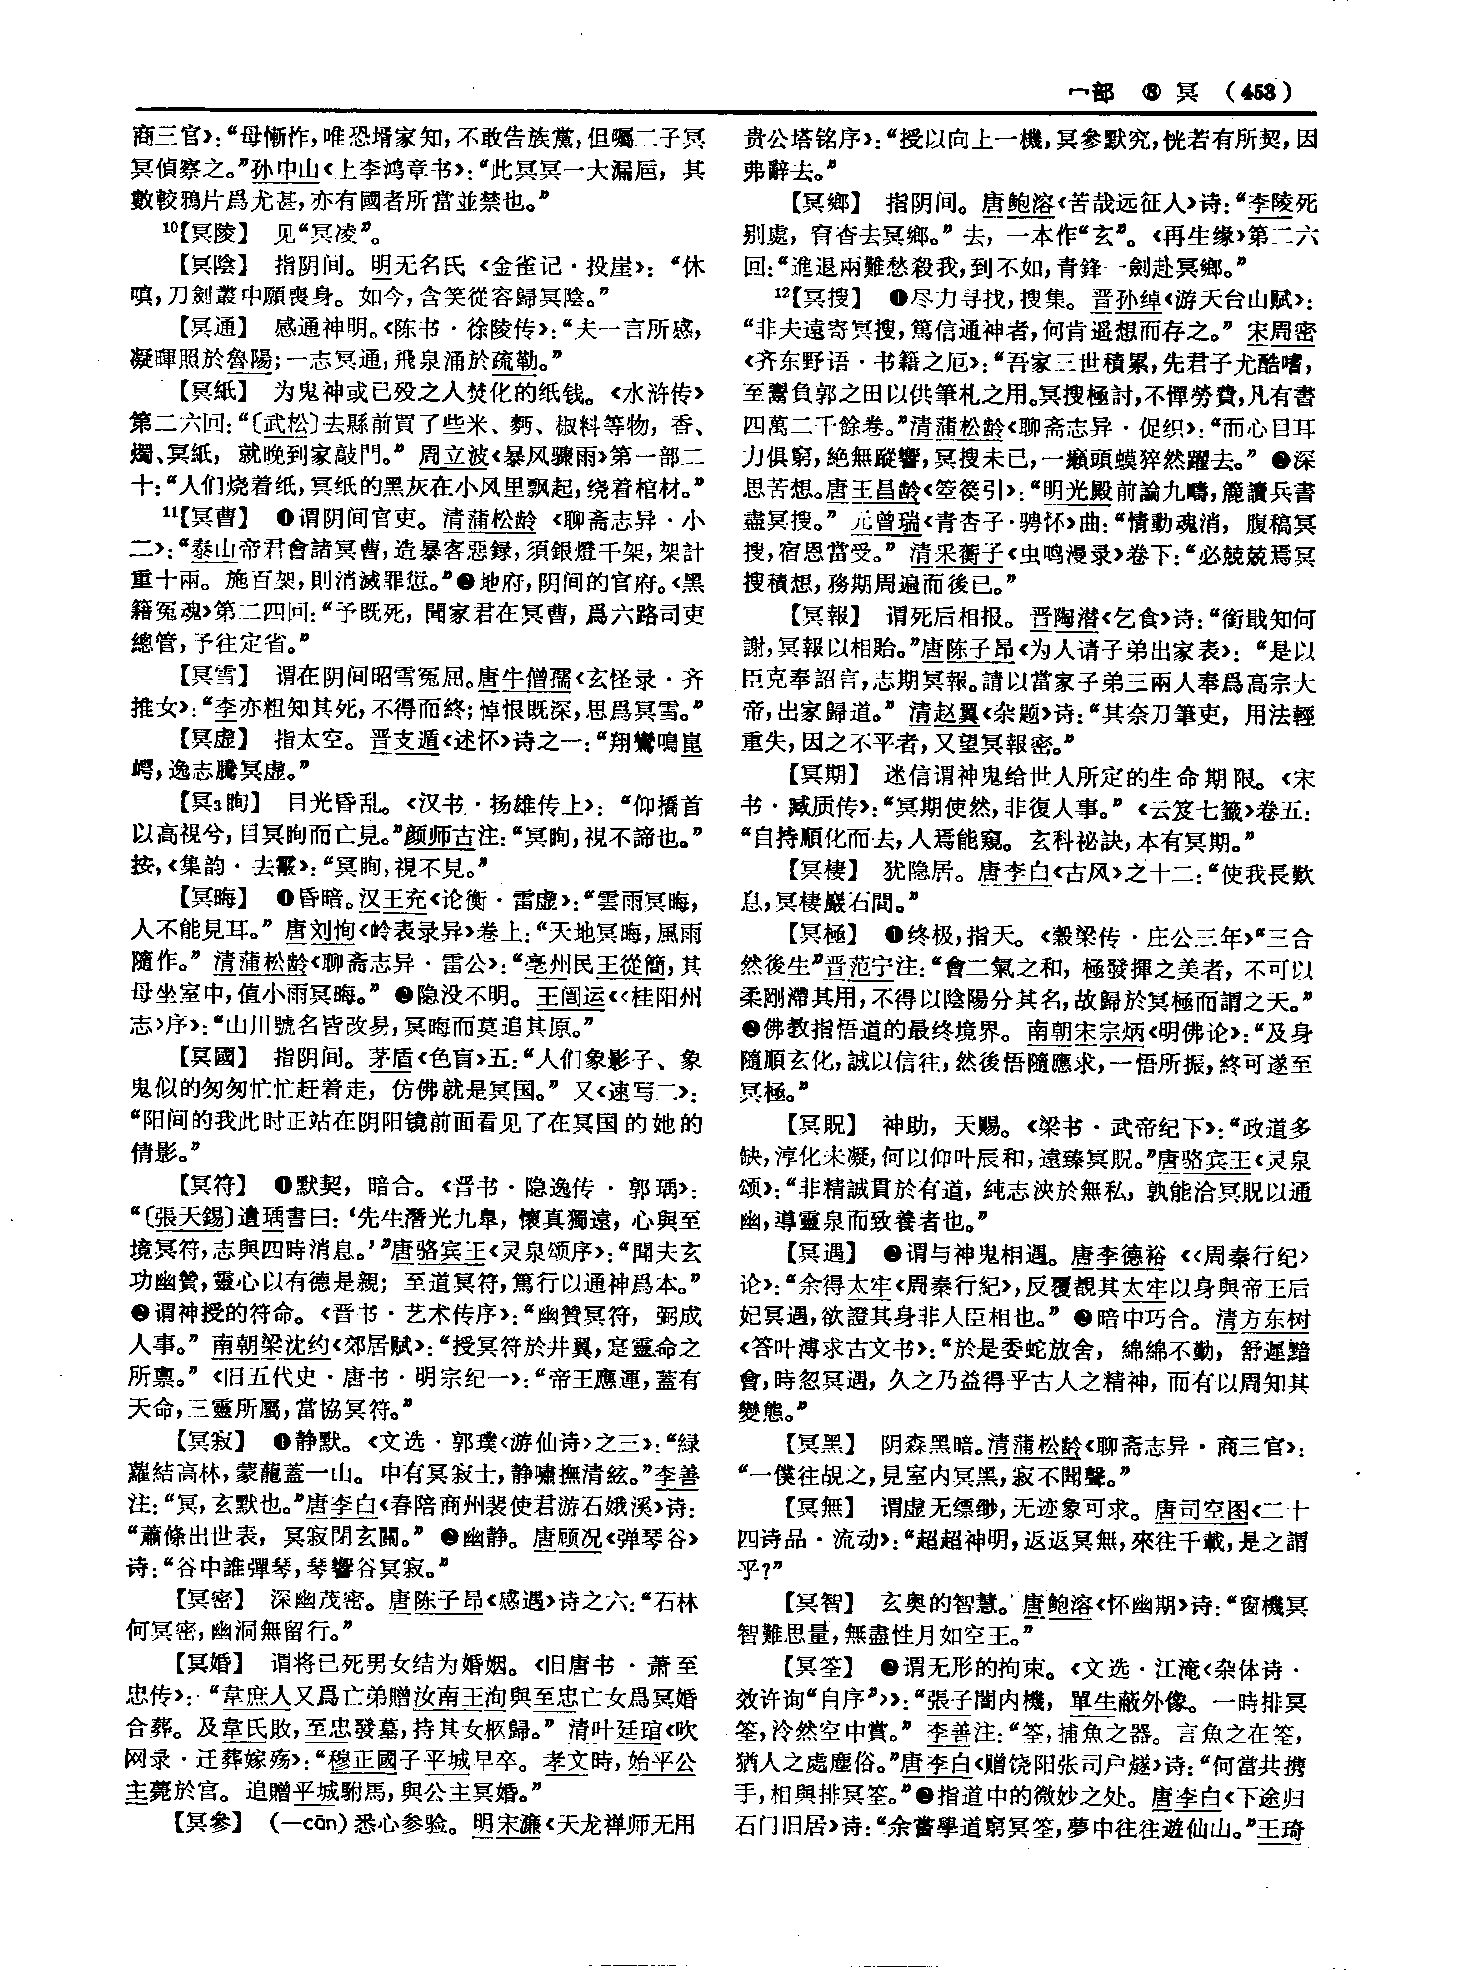 冖部 ⑧ 冥 (453)
商三官》：“母慚怍，唯恐壻家知，不敢告族黨，但囑二子冥
冥偵察之。”孙中山《上李鸿章书》：“此冥冥一大漏巵，其
數較鴉片爲尤甚，亦有國者所當並禁也。”
10【冥陵】 见“冥凌”。
【冥陰】 指阴间。明无名氏《金雀记·投崖》：“休
嗔，刀劍叢中願喪身。如今，含笑從容歸冥陰。”
【冥通】 感通神明。《陈书·徐陵传》：“夫一言所感，
凝暉照於魯陽；一志冥通，飛泉涌於疏勒。”
【冥紙】 为鬼神或已殁之人焚化的纸钱。《水浒传》
第二六回：“〔武松〕去縣前買了些米、麪、椒料等物，香、
燭、冥紙，就晚到家敲門。” 周立波《暴风骤雨》第一部二
十：“人们烧着纸，冥纸的黑灰在小风里飘起，绕着棺材。”
11【冥曹】 ❶谓阴间官吏。清蒲松龄《聊斋志异·小
二》：“泰山帝君會諸冥曹，造暴客惡録，須銀燈千架，架計
重十兩。施百架，則消滅罪愆。”❷地府，阴间的官府。《黑
籍冤魂》第二四回：“予既死，聞家君在冥曹，爲六路司吏
總管，予往定省。”
【冥雪】 谓在阴间昭雪冤屈。唐牛僧孺《玄怪录·齐
推女》：“李亦粗知其死，不得而終；悼恨既深，思爲冥雪。”
【冥虚】 指太空。晋支遁《述怀》诗之一：“翔鸞鳴崑
崿，逸志騰冥虚。”
【冥3眴】 目光昏乱。《汉书·扬雄传上》：“仰撟首
以高視兮，目冥眴而亡見。”颜师古注：“冥眴，視不諦也。”
按，《集韵·去霰》：“冥眴，視不見。”
【冥晦】 ❶昏暗。汉王充《论衡·雷虚》：“雲雨冥晦，
人不能見耳。” 唐刘恂《岭表录异》卷上：“天地冥晦，風雨
隨作。” 清蒲松龄《聊斋志异·雷公》：“亳州民王從簡，其
母坐室中，值小雨冥晦。” ❷隐没不明。王闿运《〈桂阳州
志〉序》：“山川號名皆改易，冥晦而莫追其原。”
【冥國】 指阴间。茅盾《色盲》五：“人们象影子、象
鬼似的匆匆忙忙赶着走，仿佛就是冥国。” 又《速写二》：
“阳间的我此时正站在阴阳镜前面看见了在冥国的她的
倩影。”
【冥符】 ❶默契，暗合。《晋书·隐逸传·郭瑀》：
“〔張天錫〕遺瑀書曰：‘先生潛光九皋，懷真獨遠，心與至
境冥符，志與四時消息。’”唐骆宾王《灵泉颂序》：“聞夫玄
功幽贊，靈心以有德是親；至道冥符，篤行以通神爲本。”
❷谓神授的符命。《晋书·艺术传序》：“幽贊冥符，弼成
人事。” 南朝梁沈约《郊居赋》：“授冥符於井翼，寔靈命之
所禀。” 《旧五代史·唐书·明宗纪一》：“帝王應運，蓋有
天命，三靈所屬，當協冥符。”
【冥寂】 ❶静默。《文选·郭璞〈游仙诗〉之三》：“緑
蘿結高林，蒙蘢蓋一山。中有冥寂士，静嘯撫清絃。”李善
注：“冥，玄默也。”唐李白《春陪商州裴使君游石娥溪》诗：
“蕭條出世表，冥寂閉玄關。” ❷幽静。唐顾况《弹琴谷》
诗：“谷中誰彈琴，琴響谷冥寂。”
【冥密】 深幽茂密。唐陈子昂《感遇》诗之六：“石林
何冥密，幽洞無留行。”
【冥婚】 谓将已死男女结为婚姻。《旧唐书·萧至
忠传》：“韋庶人又爲亡弟贈汝南王洵與至忠亡女爲冥婚
合葬。及韋氏敗，至忠發墓，持其女柩歸。” 清叶廷琯《吹
网录·迁葬嫁殇》：“穆正國子平城早卒。孝文時，始平公
主薨於宫。追贈平城駙馬，與公主冥婚。”
【冥參】 (—cān)悉心参验。明宋濂《天龙禅师无用
贵公塔铭序》：“授以向上一機，冥參默究，恍若有所契，因
弗辭去。”
【冥鄉】 指阴间。唐鲍溶《苦哉远征人》诗：“李陵死
别處，窅杳去冥鄉。” 去，一本作“玄”。《再生缘》第二六
回：“進退兩難愁殺我，到不如，青鋒一劍赴冥鄉。”
12【冥搜】 ❶尽力寻找，搜集。晋孙绰《游天台山赋》：
“非夫遠寄冥搜，篤信通神者，何肯遥想而存之。” 宋周密
《齐东野语·书籍之厄》：“吾家三世積累，先君子尤酷嗜，
至鬻負郭之田以供筆札之用。冥搜極討，不憚勞費，凡有書
四萬二千餘卷。”清蒲松龄《聊斋志异·促织》：“而心目耳
力俱窮，絶無蹤響，冥搜未已，一癩頭蟆猝然躍去。” ❷深
思苦想。唐王昌龄《箜篌引》：“明光殿前論九疇，簏讀兵書
盡冥搜。” 元曾瑞《青杏子·骋怀》曲：“情動魂消，腹稿冥
搜，宿恩當受。” 清采蘅子《虫鸣漫录》卷下：“必兢兢焉冥
搜積想，務期周遍而後已。”
【冥報】 谓死后相报。晋陶潜《乞食》诗：“銜戢知何
謝，冥報以相貽。”唐陈子昂《为人请子弟出家表》：“是以
臣克奉詔言，志期冥報。請以當家子弟三兩人奉爲高宗大
帝，出家歸道。” 清赵翼《杂题》诗：“其奈刀筆吏，用法輕
重失，因之不平者，又望冥報密。”
【冥期】 迷信谓神鬼给世人所定的生命期限。《宋
书·臧质传》：“冥期使然，非復人事。” 《云笈七籤》卷五：
“自持順化而去，人焉能窺。玄科祕訣，本有冥期。”
【冥棲】 犹隐居。唐李白《古风》之十二：“使我長歎
息，冥棲巖石間。”
【冥極】 ❶终极，指天。《穀梁传·庄公三年》“三合
然後生”晋范宁注：“會二氣之和，極發揮之美者，不可以
柔剛滯其用，不得以陰陽分其名，故歸於冥極而謂之天。”
❷佛教指悟道的最终境界。南朝宋宗炳《明佛论》：“及身
隨順玄化，誠以信往，然後悟隨應求，一悟所振，終可遂至
冥極。”
【冥貺】 神助，天赐。《梁书·武帝纪下》：“政道多
缺，淳化未凝，何以仰叶辰和，遠臻冥貺。”唐骆宾王《灵泉
颂》：“非精誠貫於有道，純志浹於無私，孰能洽冥貺以通
幽，導靈泉而致養者也。”
【冥遇】 ❷谓与神鬼相遇。唐李德裕《〈周秦行纪〉
论》：“余得太牢《周秦行紀》，反覆覩其太牢以身與帝王后
妃冥遇，欲證其身非人臣相也。” ❷暗中巧合。清方东树
《答叶溥求古文书》：“於是委蛇放舍，綿綿不勤，舒遲黯
會，時忽冥遇，久之乃益得乎古人之精神，而有以周知其
變態。”
【冥黑】 阴森黑暗。清蒲松龄《聊斋志异·商三官》：
“一僕往覘之，見室内冥黑，寂不聞聲。”
【冥無】 谓虚无缥缈，无迹象可求。唐司空图《二十
四诗品·流动》：“超超神明，返返冥無，來往千載，是之謂
乎？”
【冥智】 玄奥的智慧。唐鲍溶《怀幽期》诗：“窗機冥
智難思量，無盡性月如空王。”
【冥筌】 ❷谓无形的拘束。《文选·江淹〈杂体诗·
效许询“自序”〉》：“張子闇内機，單生蔽外像。一時排冥
筌，泠然空中賞。” 李善注：“筌，捕魚之器。言魚之在筌，
猶人之處塵俗。”唐李白《赠饶阳张司户燧》诗：“何當共携
手，相與排冥筌。”❷指道中的微妙之处。唐李白《下途归
石门旧居》诗：“余嘗學道窮冥筌，夢中往往遊仙山。”王琦